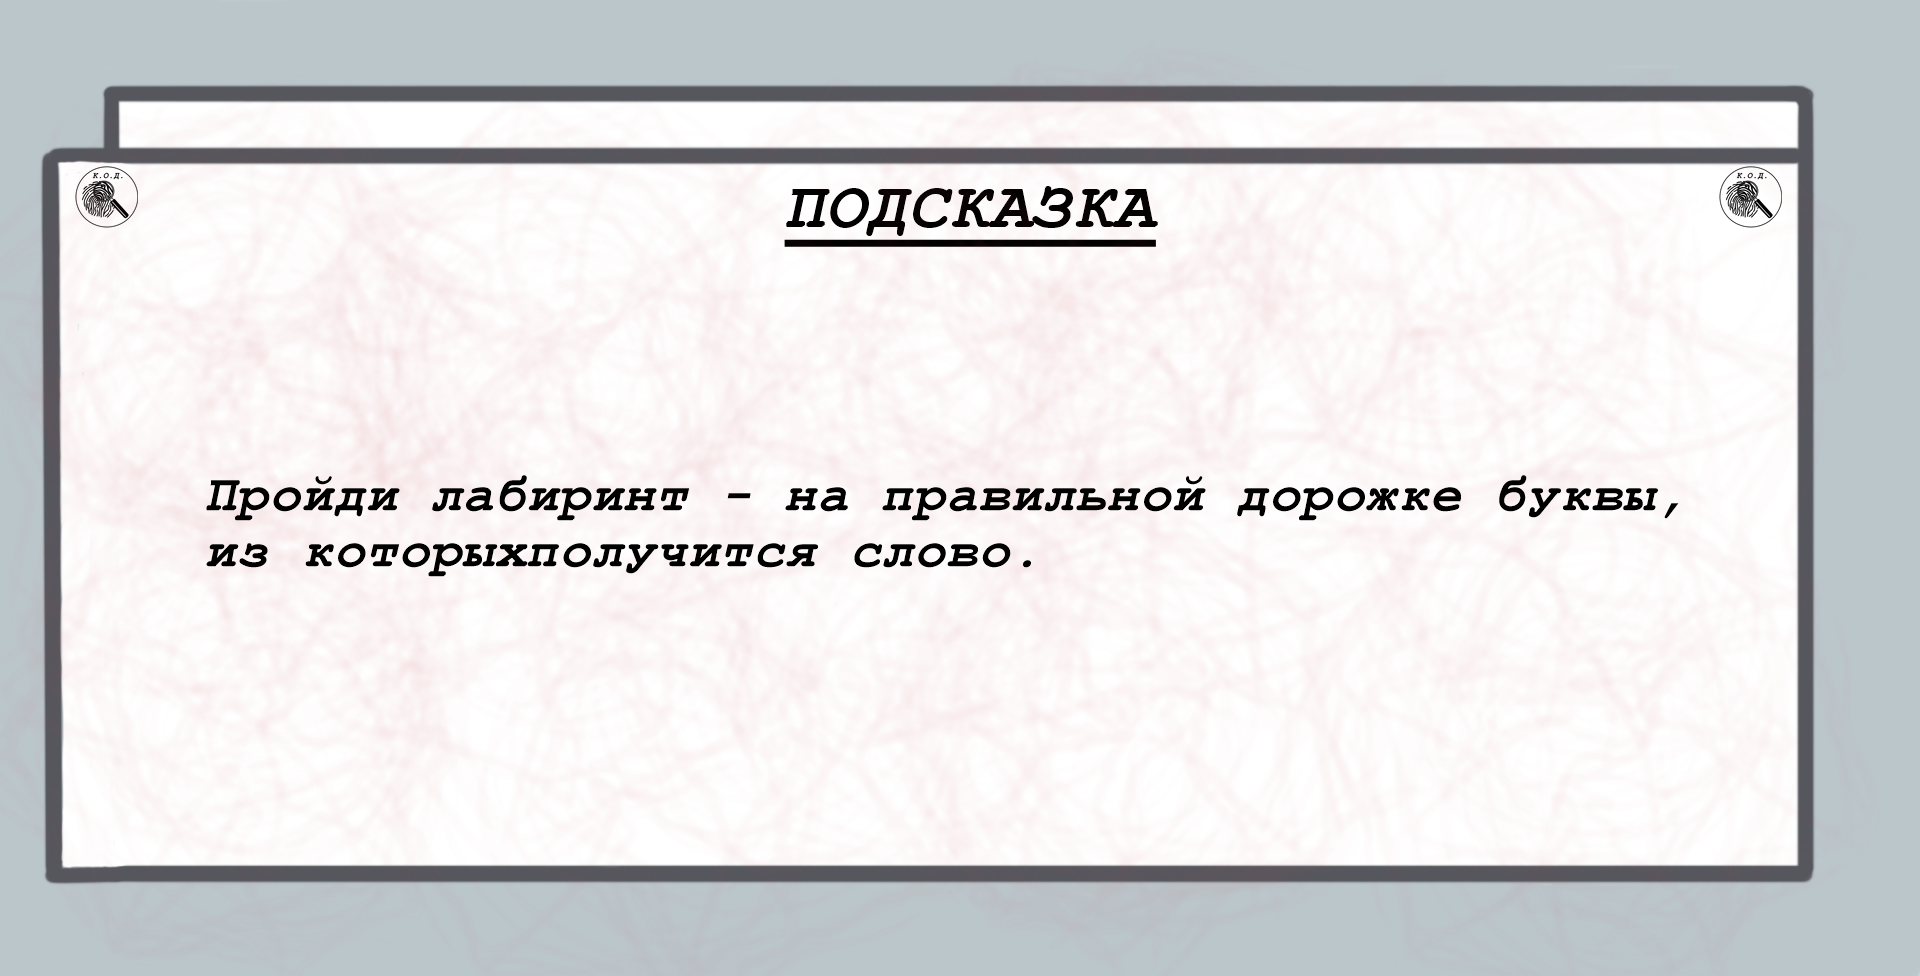 К.О.Д.
К.О.Д.
ПОДСКАЗКА
Пройди лабиринт - на правильной дорожке буквы,
из которыхполучится слово.